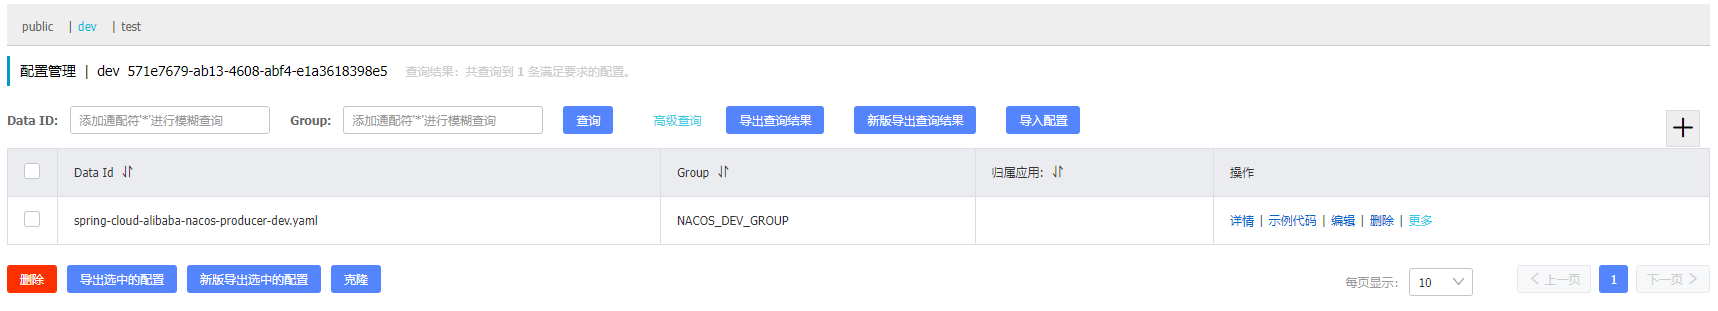 public | dev | test
配置管理 | dev 571e7679-ab13-4608-abf4-e1a3618398e5 查询结果：共查询到 1 条满足要求的配置。
Data ID: 添加通配符'*'进行模糊查询 Group: 添加通配符'*'进行模糊查询 查询 高级查询 导出查询结果 新版导出查询结果 导入配置
Data Id Group 归属应用: 操作
spring-cloud-alibaba-nacos-producer-dev.yaml NACOS_DEV_GROUP 详情 | 示例代码 | 编辑 | 删除 | 更多
删除 导出选中的配置 新版导出选中的配置 克隆 每页显示: 10 上一页 1 下一页